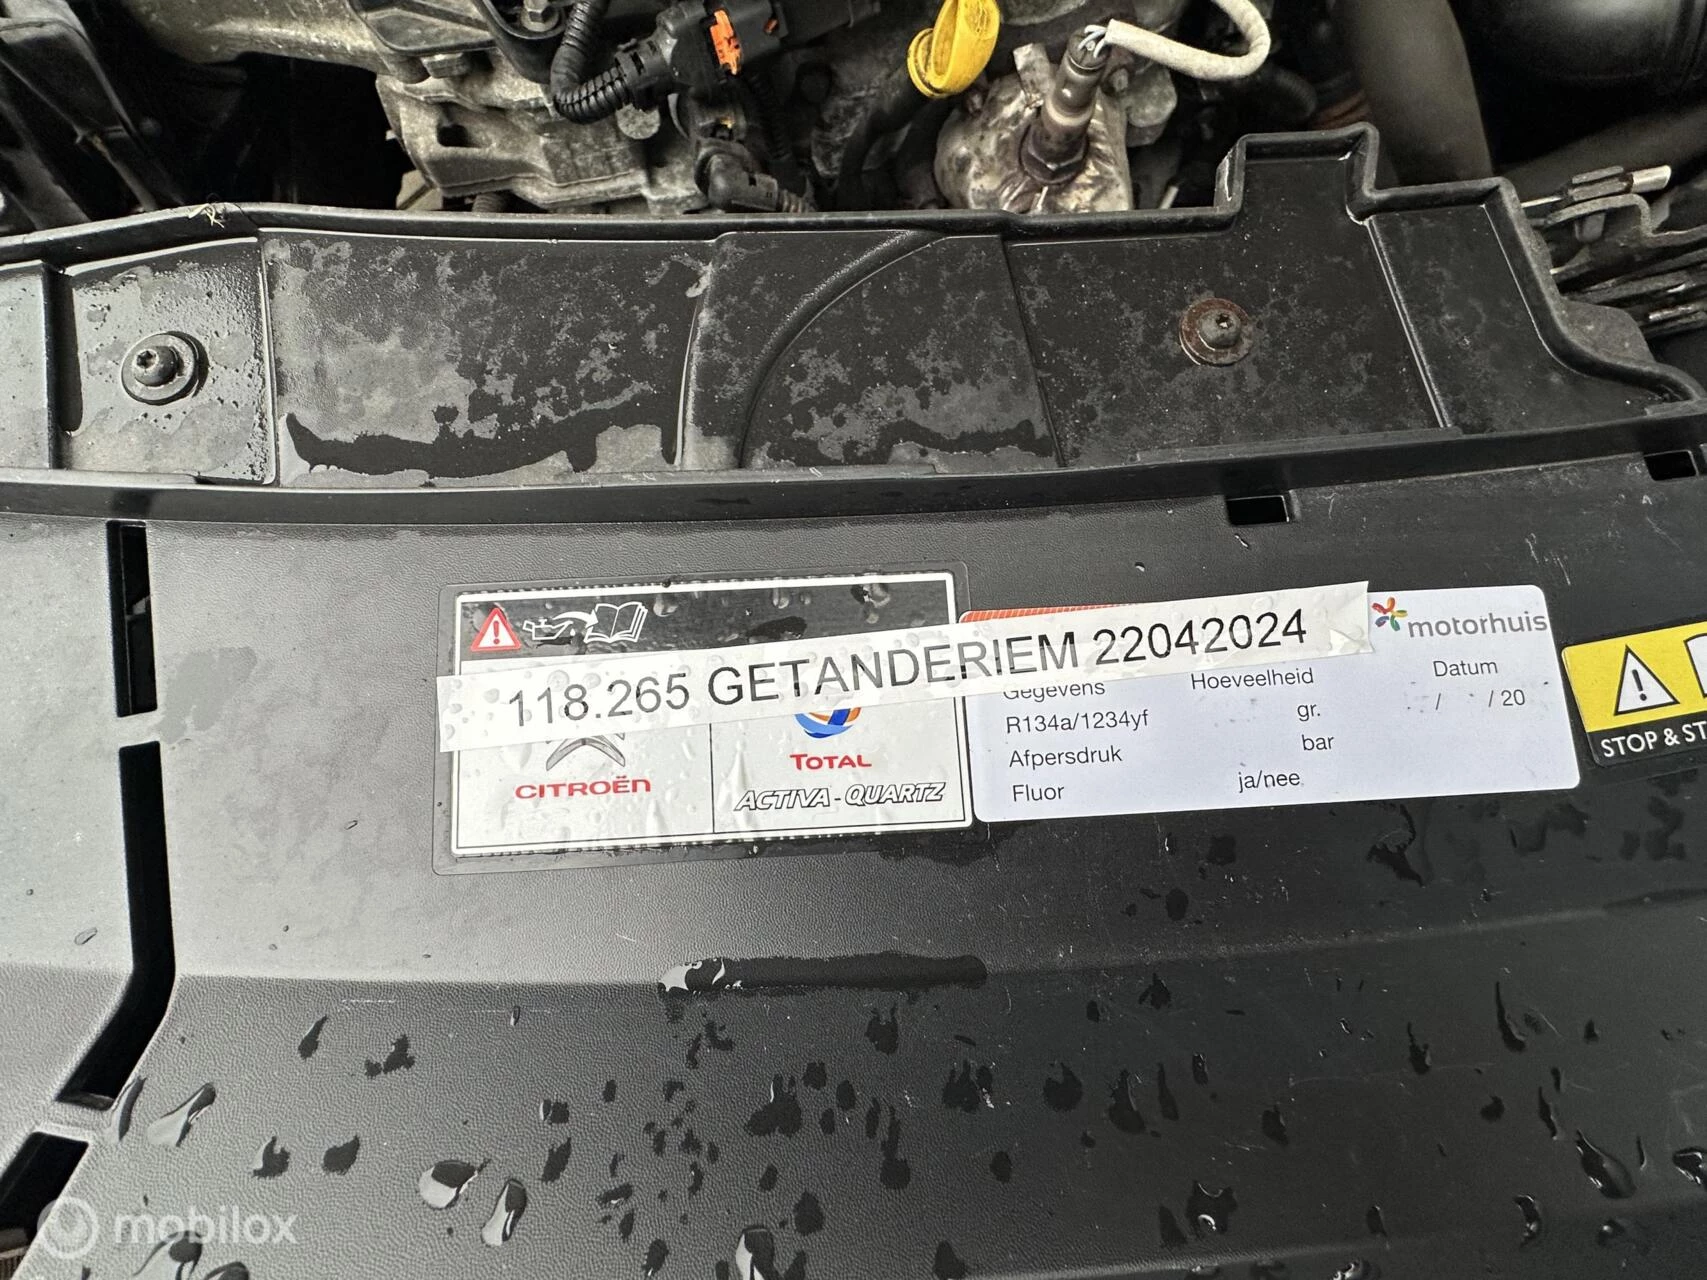 118.265 GETANDERIEM 22042024
CITROËN
TOTAL
ACTIVA-QUARTZ
motorhuis
Gegevens Hoeveelheid Datum
R134a/1234yf gr. / / 20
Afpersdruk bar
Fluor ja/nee
STOP & ST
mobilox